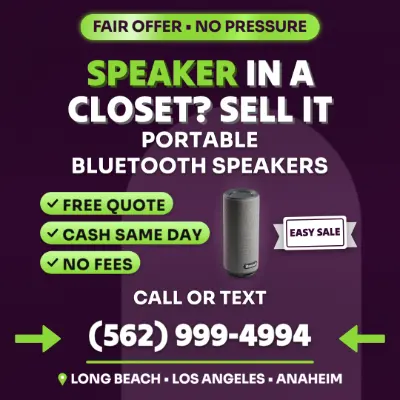 FAIR OFFER • NO PRESSURE
SPEAKER IN A
CLOSET? SELL IT
PORTABLE
BLUETOOTH SPEAKERS
FREE QUOTE
CASH SAME DAY
NO FEES
EASY SALE
CALL OR TEXT
(562) 999-4994
LONG BEACH • LOS ANGELES • ANAHEIM